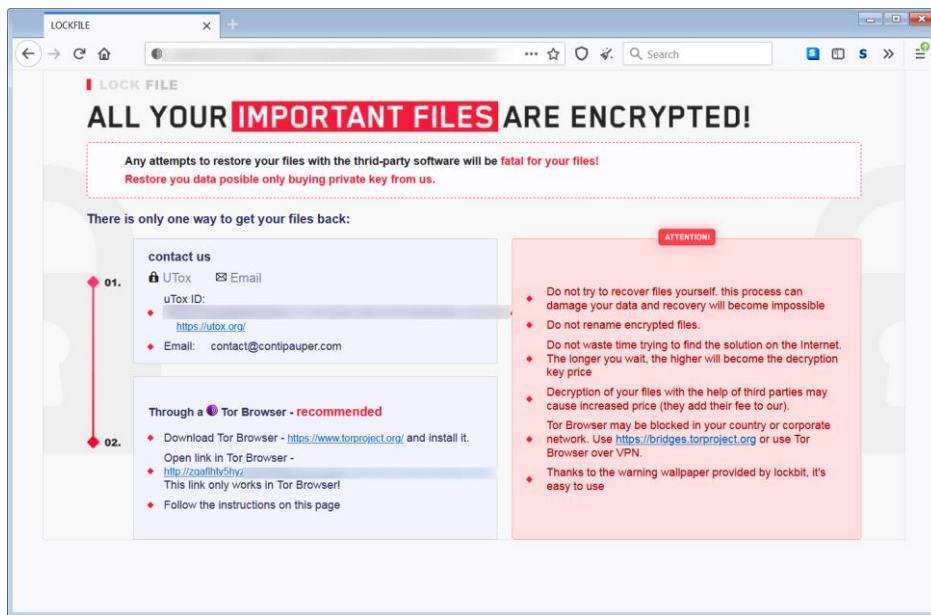 LOCKFILE
Search
LOCK FILE
ALL YOUR IMPORTANT FILES ARE ENCRYPTED!
Any attempts to restore your files with the thrid-party software will be fatal for your files!
Restore you data posible only buying private key from us.
There is only one way to get your files back:
01.
contact us
UTox Email
uTox ID:
https://utox.org/
Email: contact@contipauper.com
02.
Through a Tor Browser - recommended
Download Tor Browser - https://www.torproject.org/ and install it.
Open link in Tor Browser -
This link only works in Tor Browser!
Follow the instructions on this page
ATTENTION!
Do not try to recover files yourself, this process can
damage your data and recovery will become impossible
Do not rename encrypted files.
Do not waste time trying to find the solution on the Internet.
The longer you wait, the higher will become the decryption
key price
Decryption of your files with the help of third parties may
cause increased price (they add their fee to our).
Tor Browser may be blocked in your country or corporate
network. Use https://bridges.torproject.org or use Tor
Browser over VPN.
Thanks to the warning wallpaper provided by lockbit, it's
easy to use